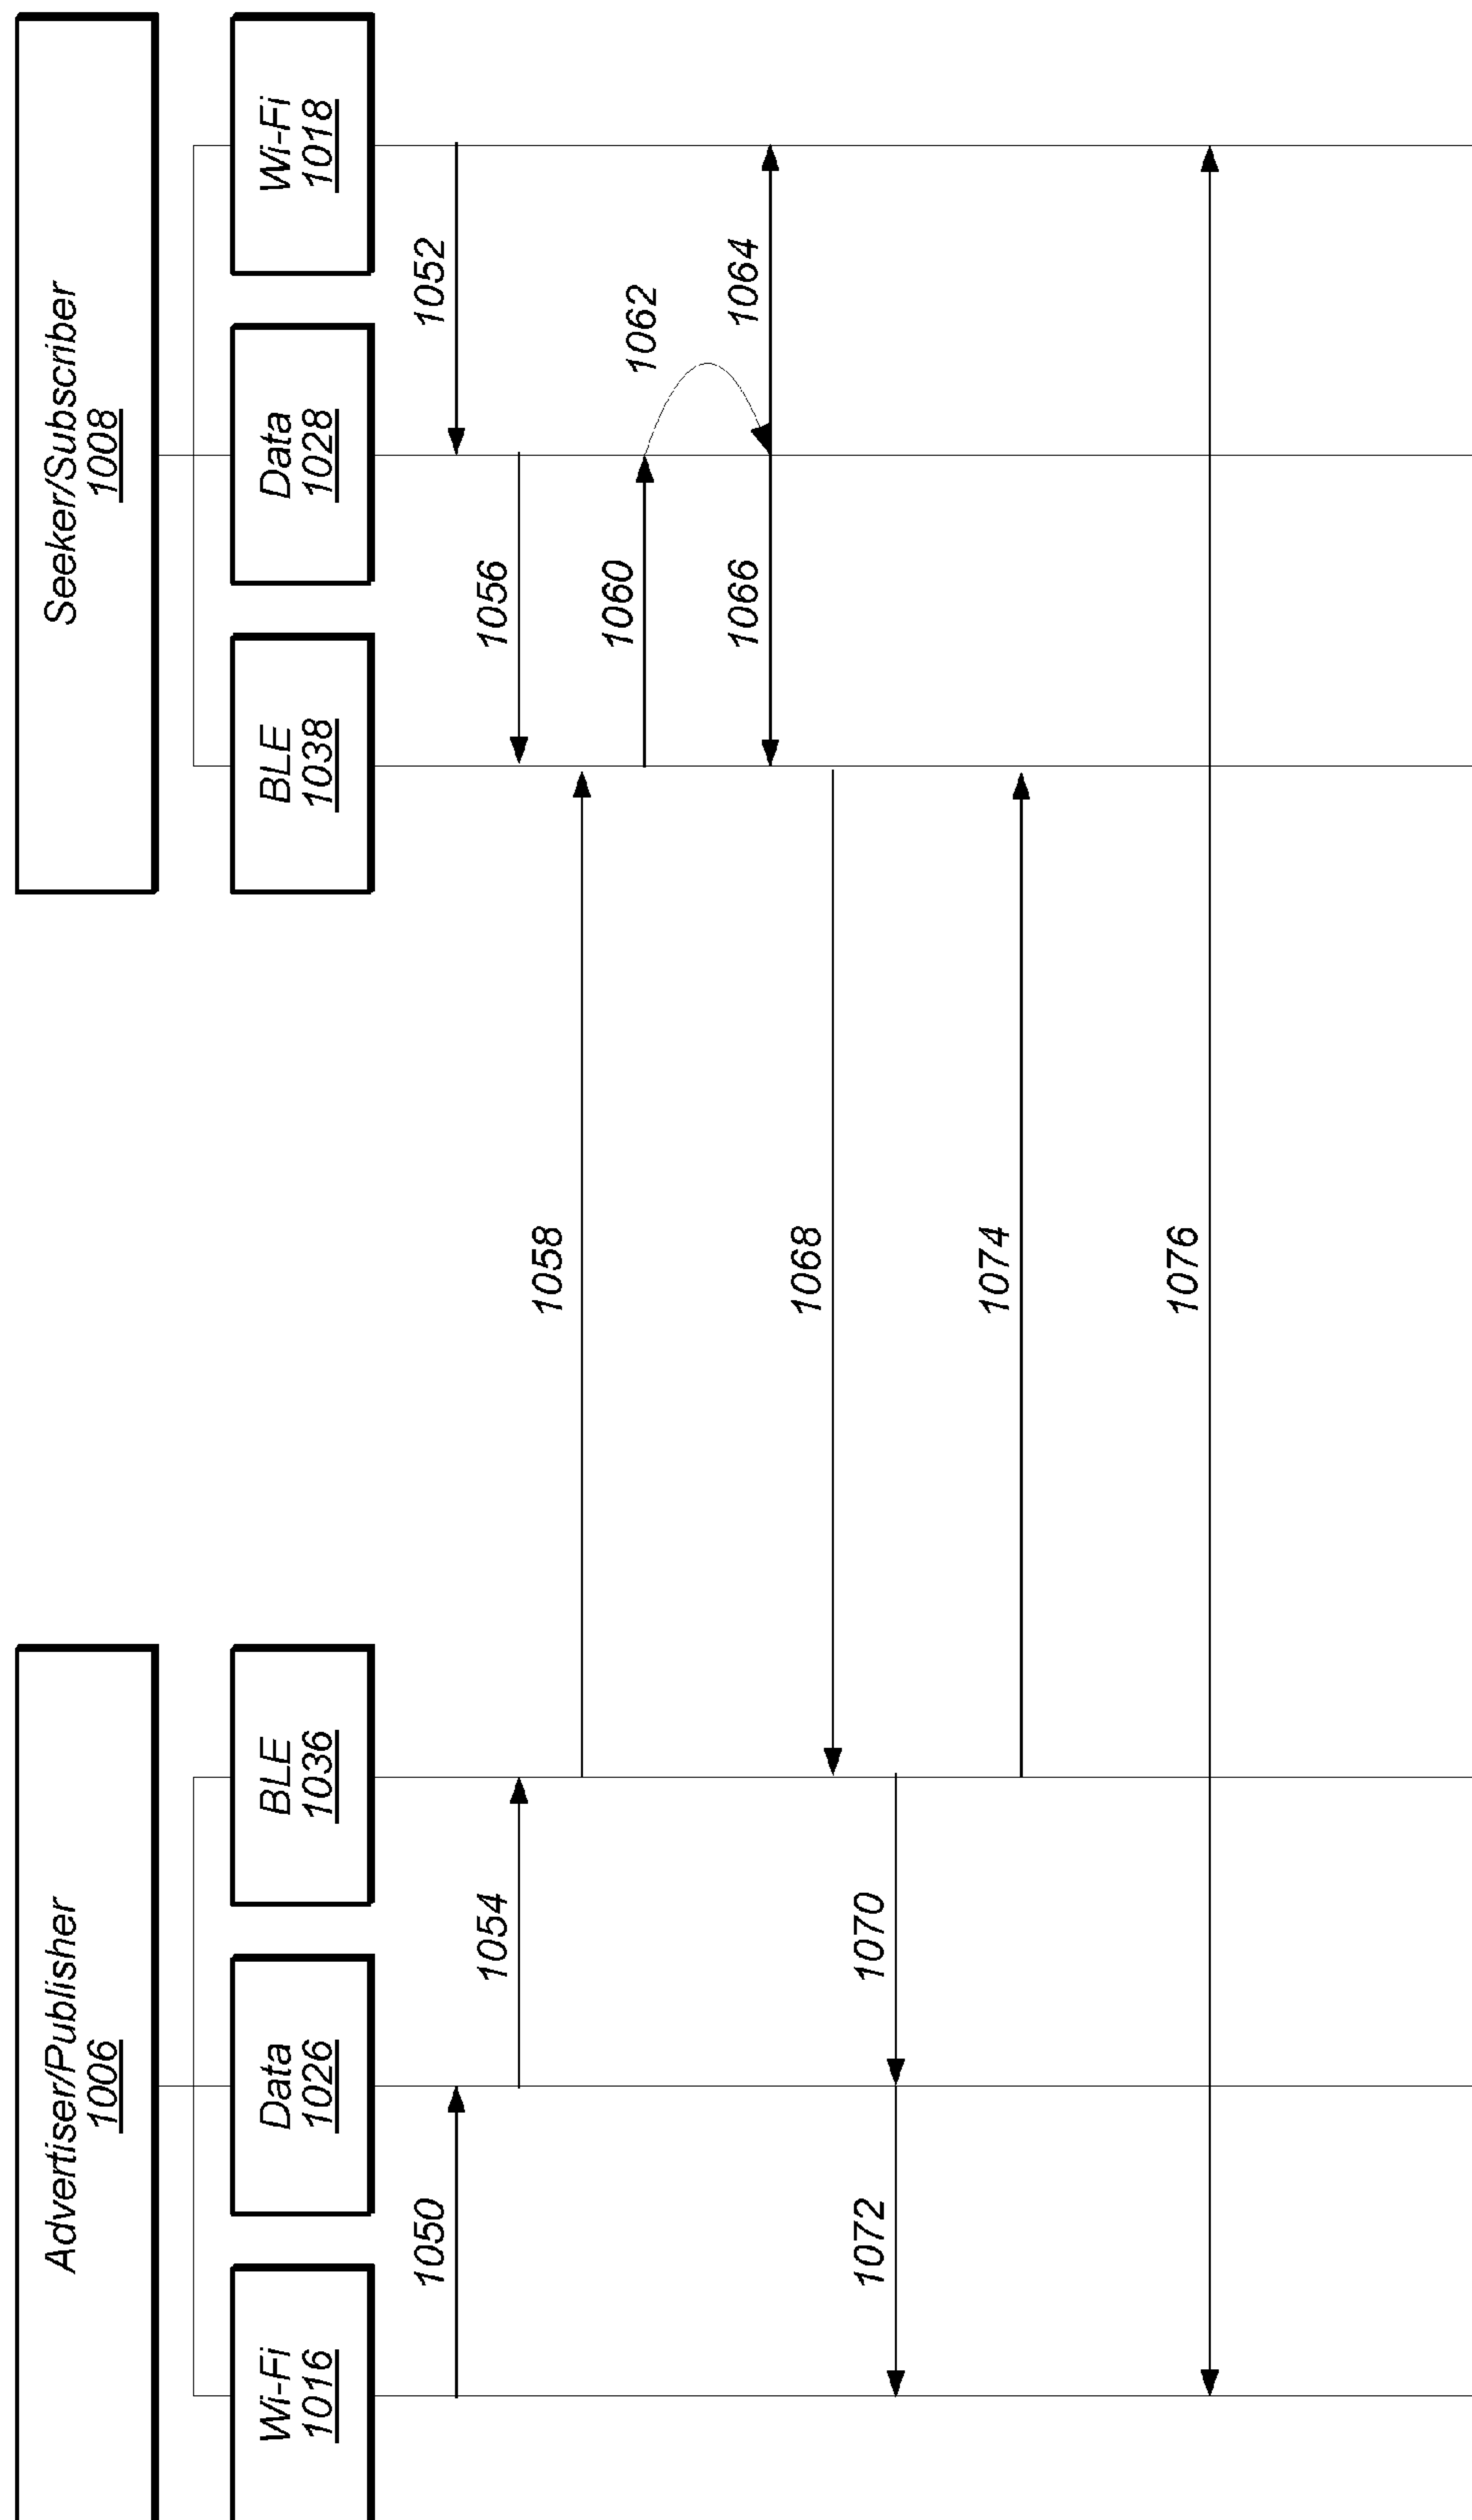 Advertiser/Publisher
1006
Seeker/Subscriber
1008
Wi-Fi
1016
Data
1026
BLE
1036
BLE
1038
Data
1028
Wi-Fi
1018
1050
1052
1054
1056
1058
1060
1062
1066
1064
1068
1072
1070
1074
1076